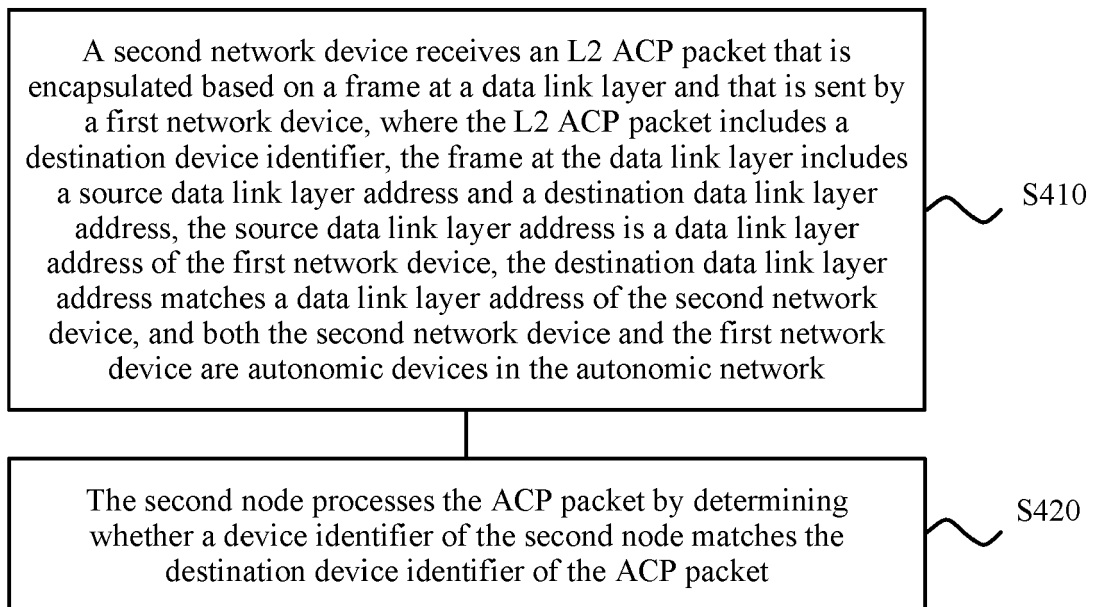 A second network device receives an L2 ACP packet that is
encapsulated based on a frame at a data link layer and that is sent by
a first network device, where the L2 ACP packet includes a
destination device identifier, the frame at the data link layer includes
a source data link layer address and a destination data link layer
address, the source data link layer address is a data link layer
address of the first network device, the destination data link layer
address matches a data link layer address of the second network
device, and both the second network device and the first network
device are autonomic devices in the autonomic network
S410
The second node processes the ACP packet by determining
whether a device identifier of the second node matches the
destination device identifier of the ACP packet
S420